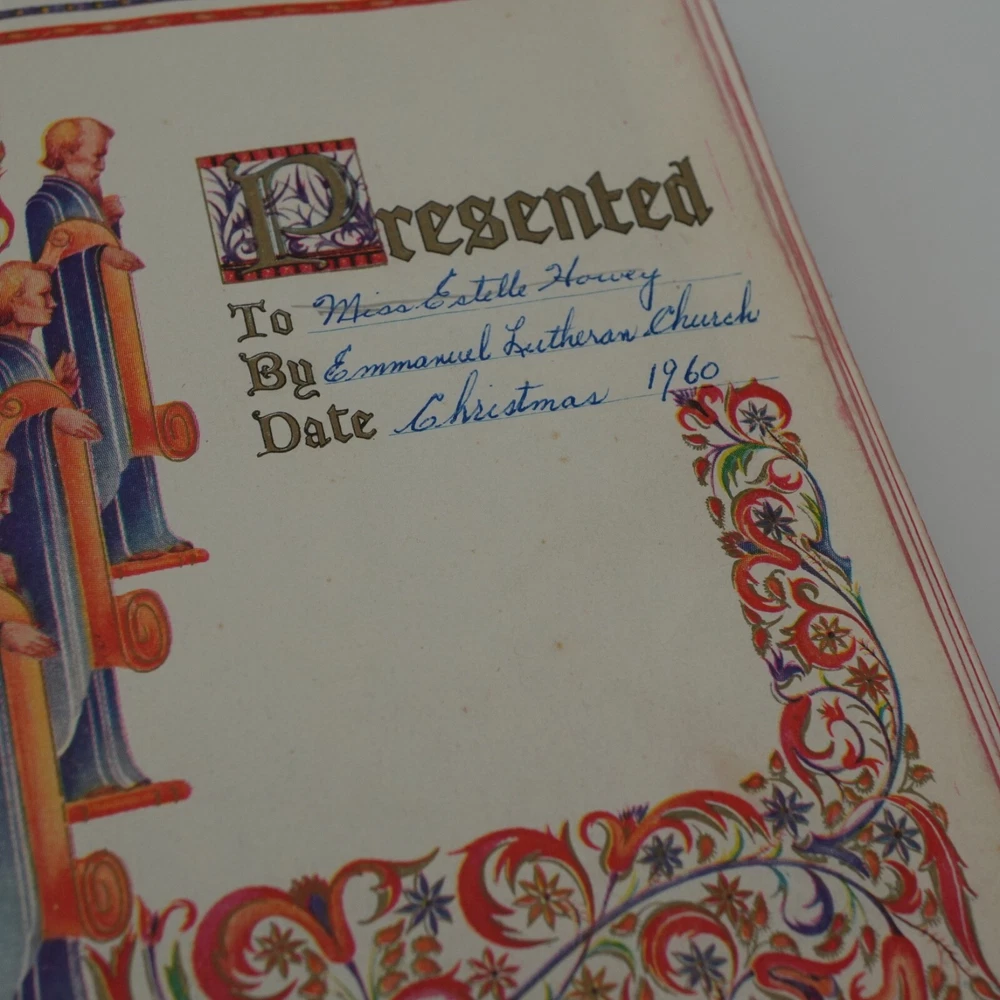 Presented
To Miss Estelle Howey
By Emmanuel Lutheran Church
Date Christmas 1960